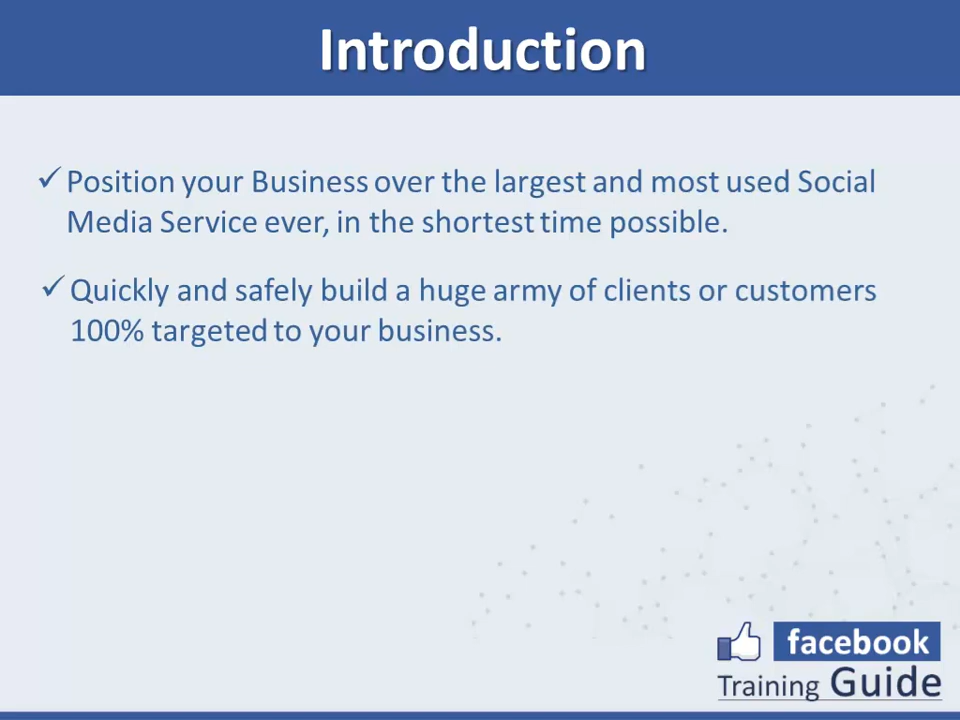 Introduction
✓ Position your Business over the largest and most used Social
Media Service ever, in the shortest time possible.
✓ Quickly and safely build a huge army of clients or customers
100% targeted to your business.
facebook
Training Guide